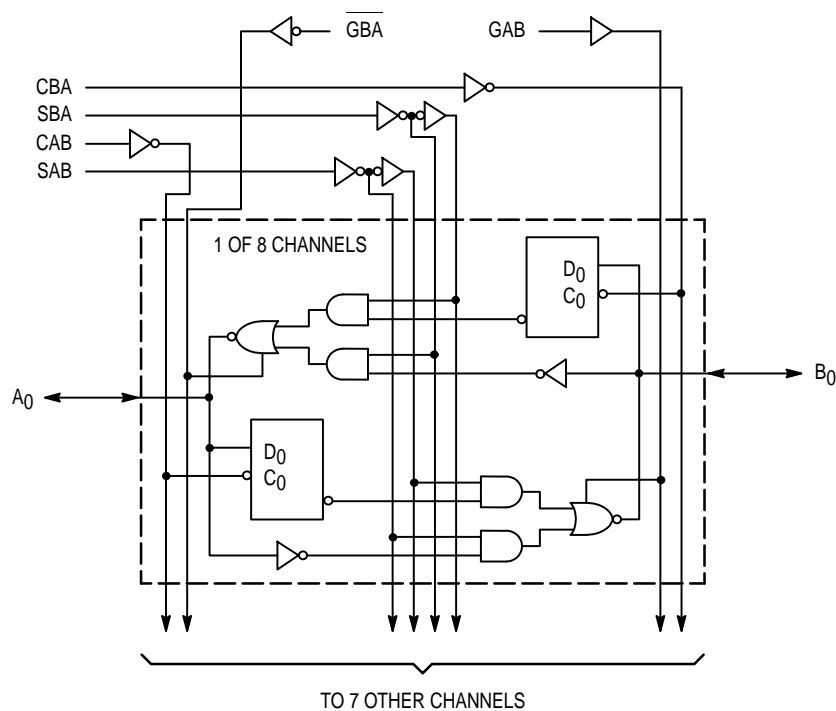 G̅B̅A̅ GAB
CBA
SBA
CAB
SAB
1 OF 8 CHANNELS
D0
C0
A0
B0
D0
C0
TO 7 OTHER CHANNELS